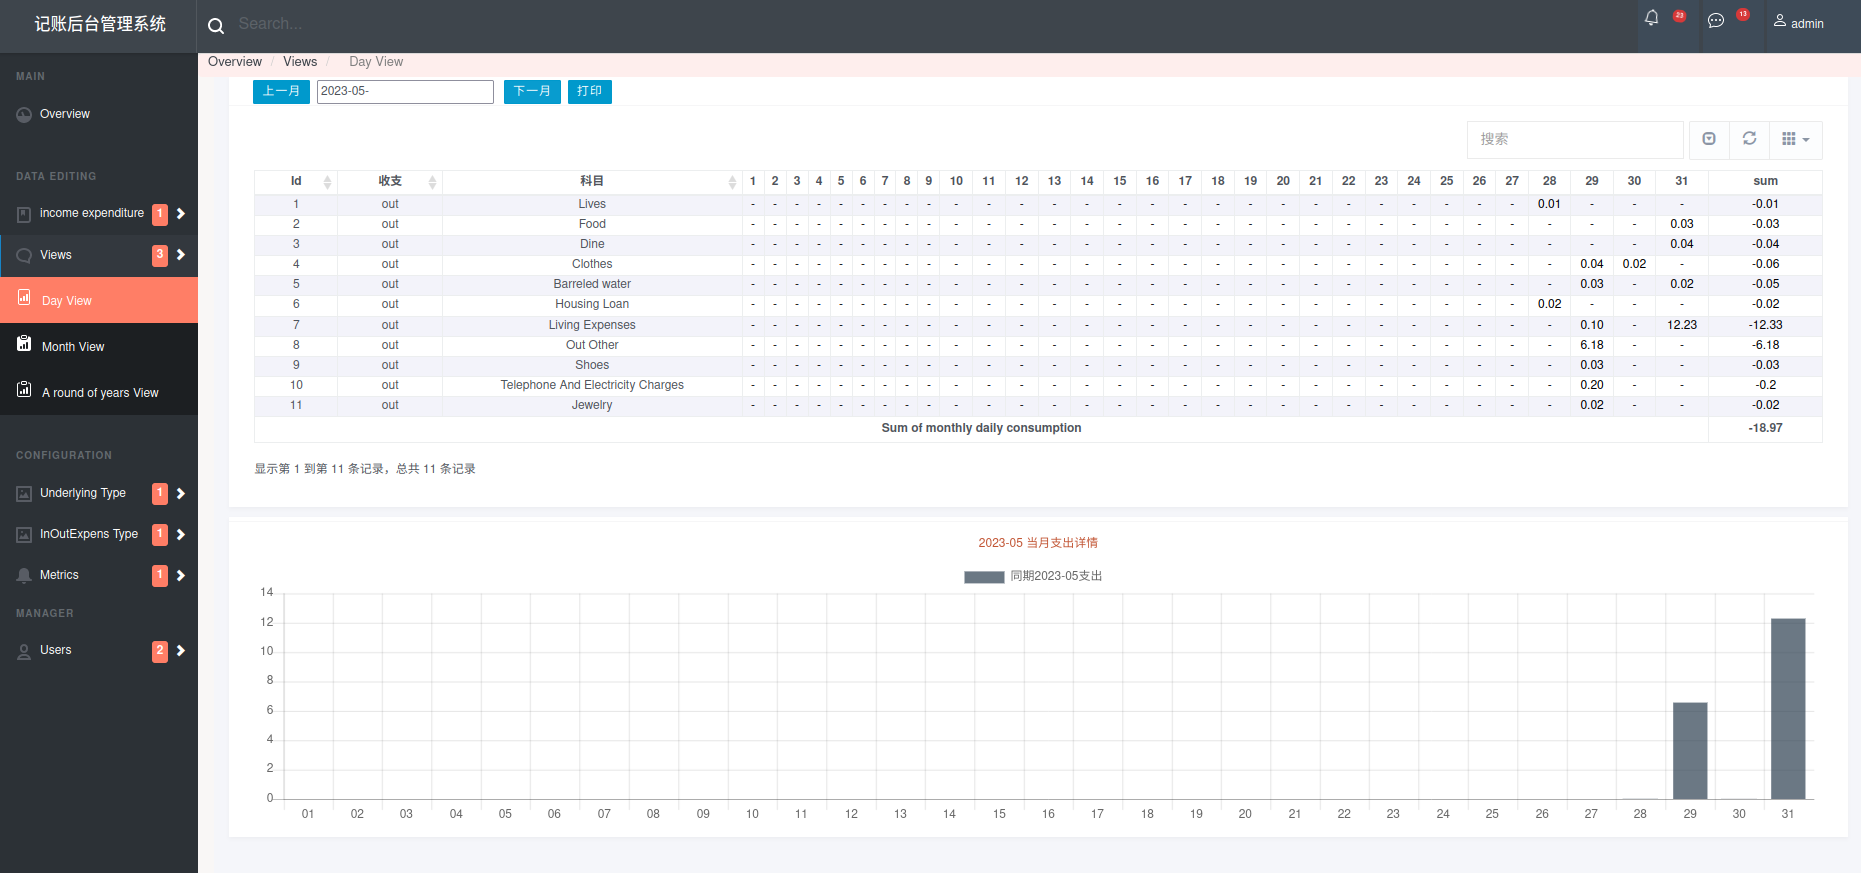 记账后台管理系统
Search...
23
13
admin
MAIN
Overview
DATA EDITING
income expenditure 1
Views 3
Day View
Month View
A round of years View
CONFIGURATION
Underlying Type 1
InOutExpens Type 1
Metrics 1
MANAGER
Users 2
Overview / Views / Day View
上一月 2023-05- 下一月 打印
搜索
Id 收支 科目 1 2 3 4 5 6 7 8 9 10 11 12 13 14 15 16 17 18 19 20 21 22 23 24 25 26 27 28 29 30 31 sum
1 out Lives - - - - - - - - - - - - - - - - - - - - - - - - - - - 0.01 - - - -0.01
2 out Food - - - - - - - - - - - - - - - - - - - - - - - - - - - - - - 0.03 -0.03
3 out Dine - - - - - - - - - - - - - - - - - - - - - - - - - - - - - - 0.04 -0.04
4 out Clothes - - - - - - - - - - - - - - - - - - - - - - - - - - - - 0.04 0.02 - -0.06
5 out Barreled water - - - - - - - - - - - - - - - - - - - - - - - - - - - - 0.03 - 0.02 -0.05
6 out Housing Loan - - - - - - - - - - - - - - - - - - - - - - - - - - - 0.02 - - - -0.02
7 out Living Expenses - - - - - - - - - - - - - - - - - - - - - - - - - - - - 0.10 - 12.23 -12.33
8 out Out Other - - - - - - - - - - - - - - - - - - - - - - - - - - - - 6.18 - - -6.18
9 out Shoes - - - - - - - - - - - - - - - - - - - - - - - - - - - - 0.03 - - -0.03
10 out Telephone And Electricity Charges - - - - - - - - - - - - - - - - - - - - - - - - - - - - 0.20 - - -0.2
11 out Jewelry - - - - - - - - - - - - - - - - - - - - - - - - - - - - 0.02 - - -0.02
Sum of monthly daily consumption -18.97
显示第 1 到第 11 条记录，总共 11 条记录
2023-05 当月支出详情
同期2023-05支出
14
12
10
8
6
4
2
0
01 02 03 04 05 06 07 08 09 10 11 12 13 14 15 16 17 18 19 20 21 22 23 24 25 26 27 28 29 30 31